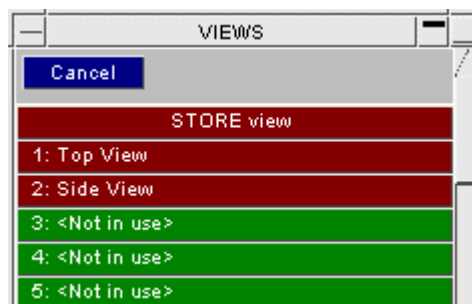 VIEWS
Cancel
STORE view
1: Top View
2: Side View
3: <Not in use>
4: <Not in use>
5: <Not in use>